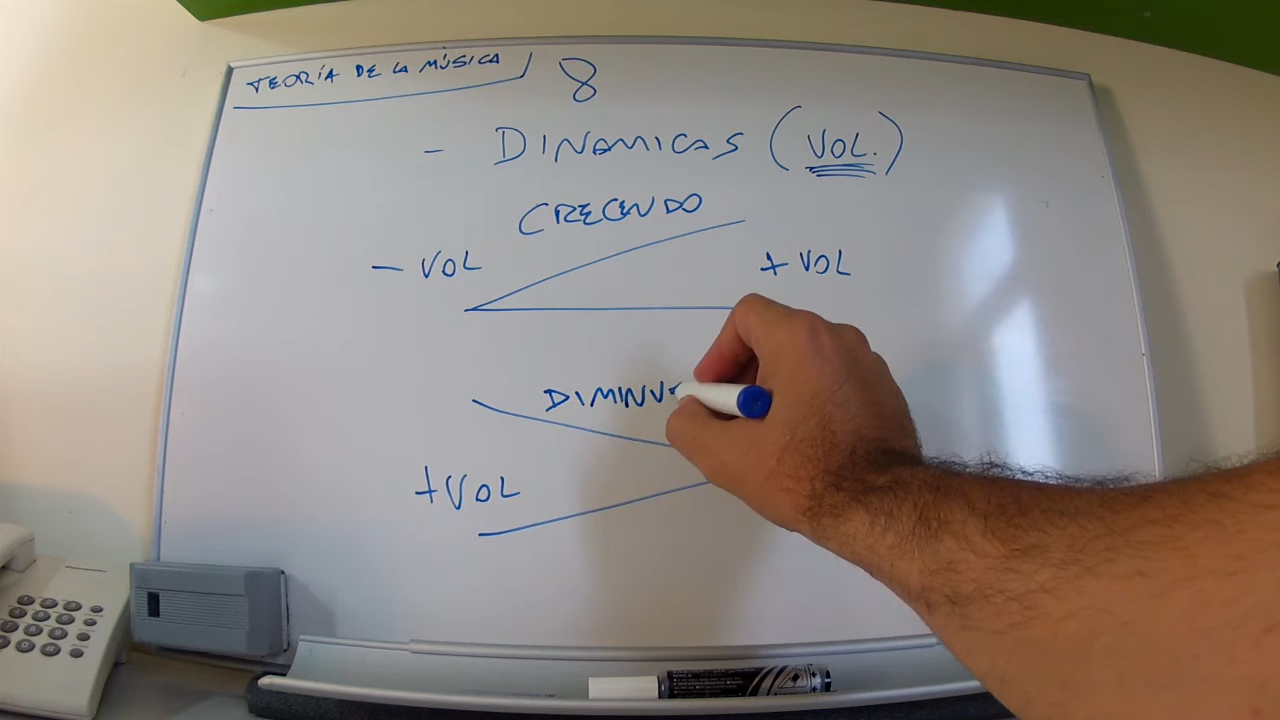 TEORÍA DE LA MÚSICA 8
- DINAMICAS (VOL.)
CRECENDO
- VOL
+ VOL
DIMINU
+ VOL